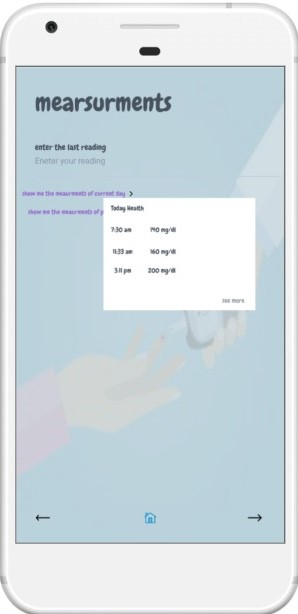 mearsurments
enter the last reading
Eneter your reading
show me the meaurments of current day >
show me the meaurments of p
Today Health
7:30 am 140 mg/dl
11:33 am 160 mg/dl
3:11 pm 200 mg/dl
see more